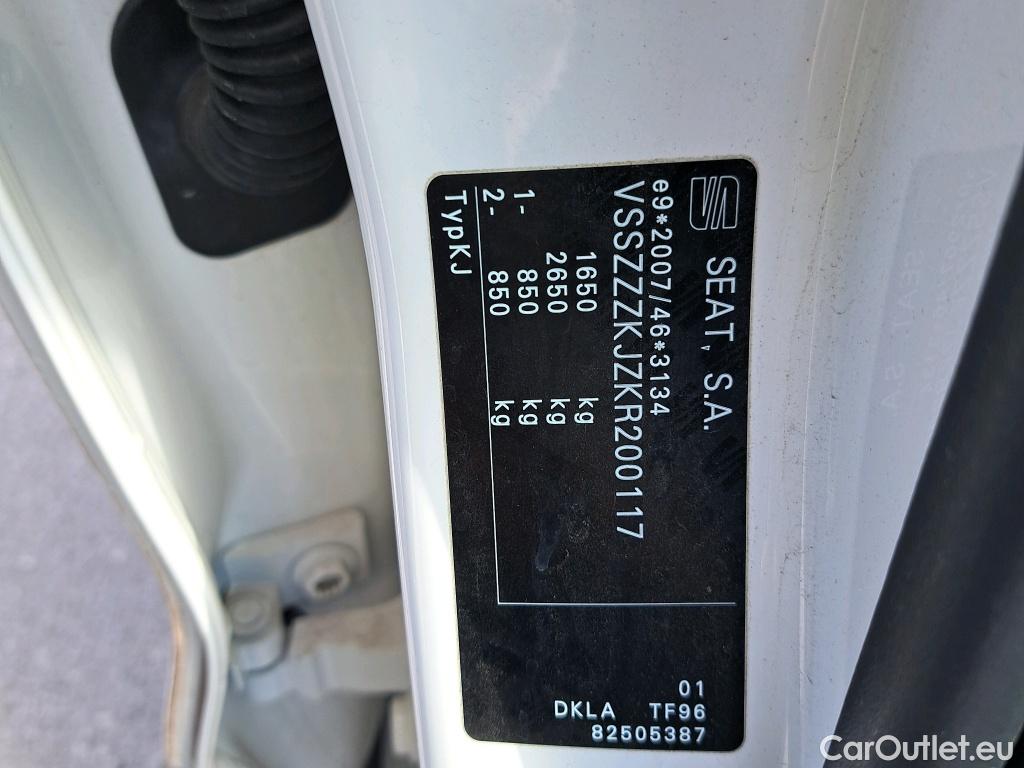 SEAT, S.A.
e9*2007/46*3134
VSSZZZKJZKR200117
1650 kg
2650 kg
1- 850 kg
2- 850 kg
TypKJ
01
DKLA TF96
82505387
CarOutlet.eu